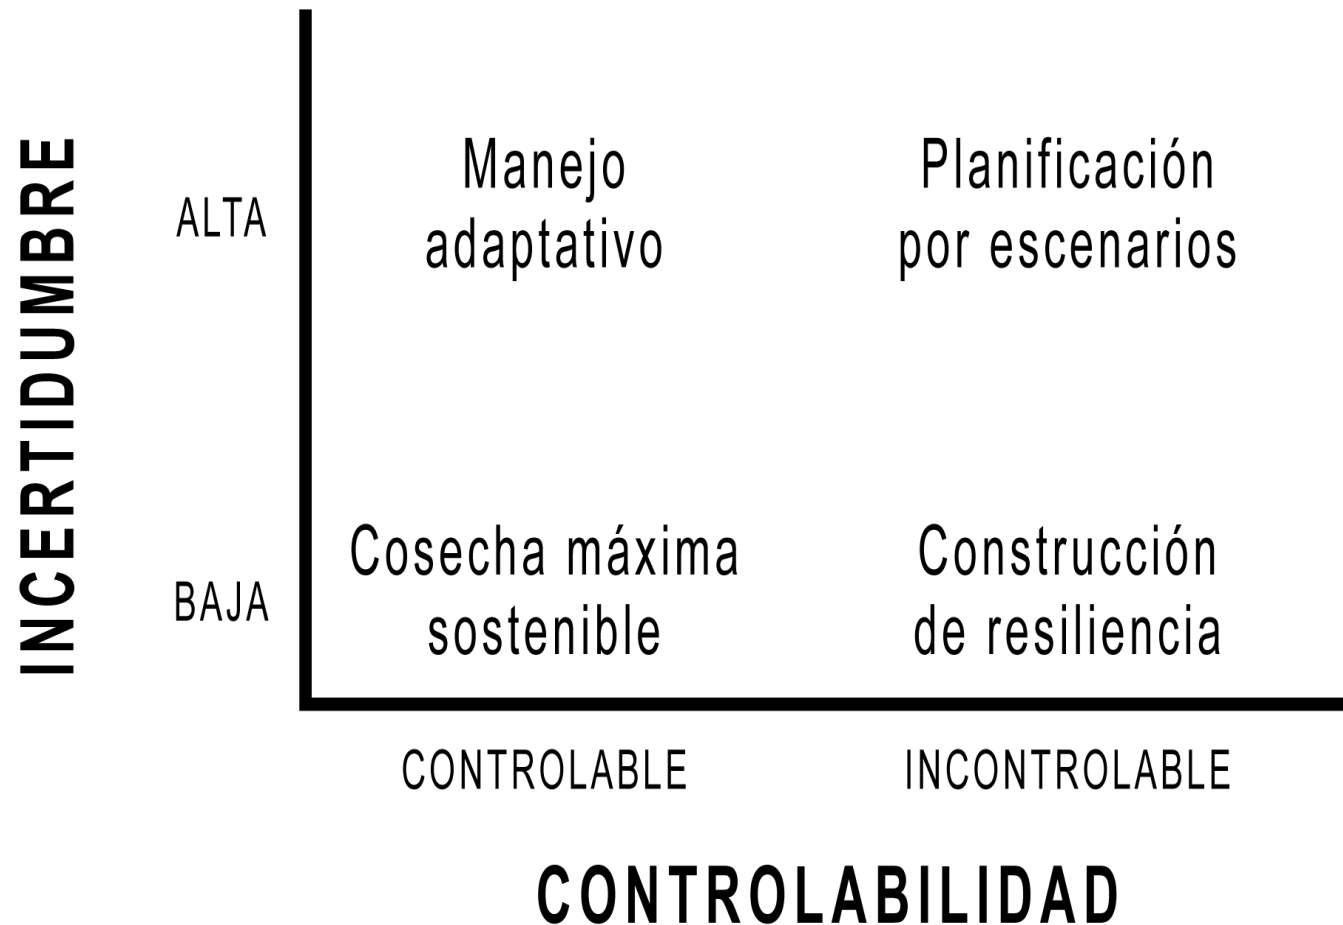 INCERTIDUMBRE
ALTA
Manejo
adaptativo
Planificación
por escenarios
BAJA
Cosecha máxima
sostenible
Construcción
de resiliencia
CONTROLABLE
INCONTROLABLE
CONTROLABILIDAD